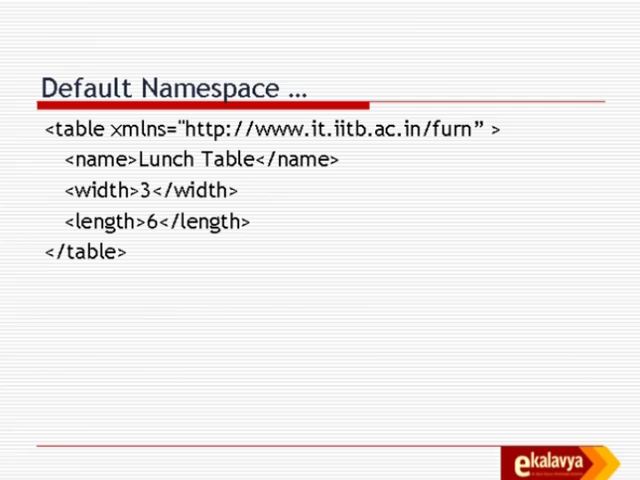 Default Namespace …
<table xmlns="http://www.it.iitb.ac.in/furn” >
<name>Lunch Table</name>
<width>3</width>
<length>6</length>
</table>
ekalavya